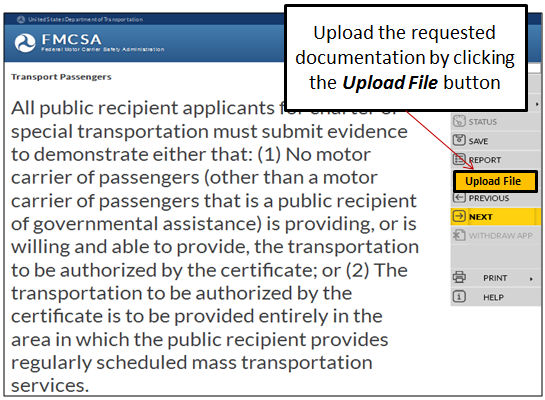 United States Department of Transportation
FMCSA
Federal Motor Carrier Safety Administration
Upload the requested
documentation by clicking
the Upload File button
Transport Passengers
All public recipient applicants for charter or
special transportation must submit evidence
to demonstrate either that: (1) No motor
carrier of passengers (other than a motor
carrier of passengers that is a public recipient
of governmental assistance) is providing, or is
willing and able to provide, the transportation
to be authorized by the certificate; or (2) The
transportation to be authorized by the
certificate is to be provided entirely in the
area in which the public recipient provides
regularly scheduled mass transportation
services.
STATUS
SAVE
REPORT
Upload File
PREVIOUS
NEXT
WITHDRAW APP
PRINT
HELP